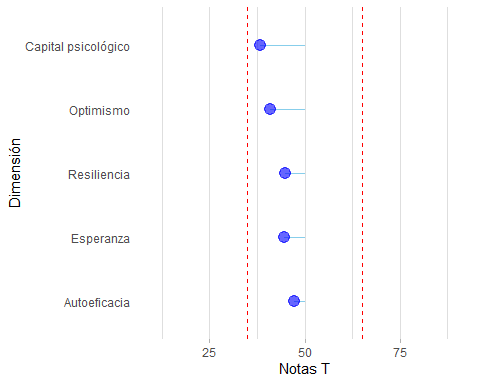 Capital psicológico
Optimismo
Resiliencia
Esperanza
Autoeficacia
Dimensión
25 50 75
Notas T